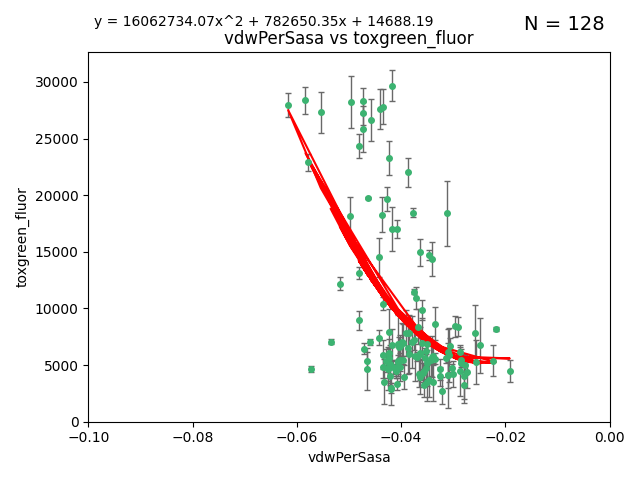 y = 16062734.07x^2 + 782650.35x + 14688.19
N = 128
vdwPerSasa vs toxgreen_fluor
toxgreen_fluor
30000
25000
20000
15000
10000
5000
0
−0.10
−0.08
−0.06
−0.04
−0.02
0.00
vdwPerSasa